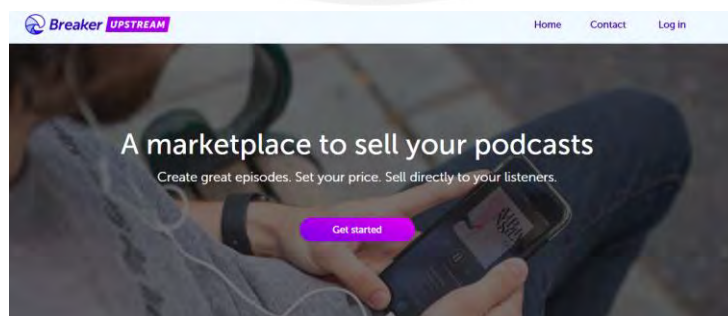 Breaker UPSTREAM
Home Contact Log in
A marketplace to sell your podcasts
Create great episodes. Set your price. Sell directly to your listeners.
Get started